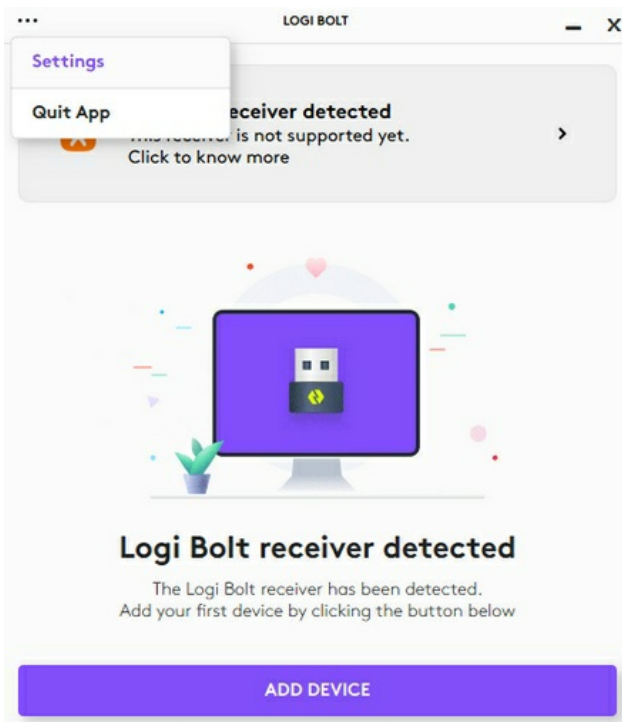 LOGI BOLT
Settings
Quit App
eceiver detected
is not supported yet.
Click to know more
Logi Bolt receiver detected
The Logi Bolt receiver has been detected.
Add your first device by clicking the button below
ADD DEVICE